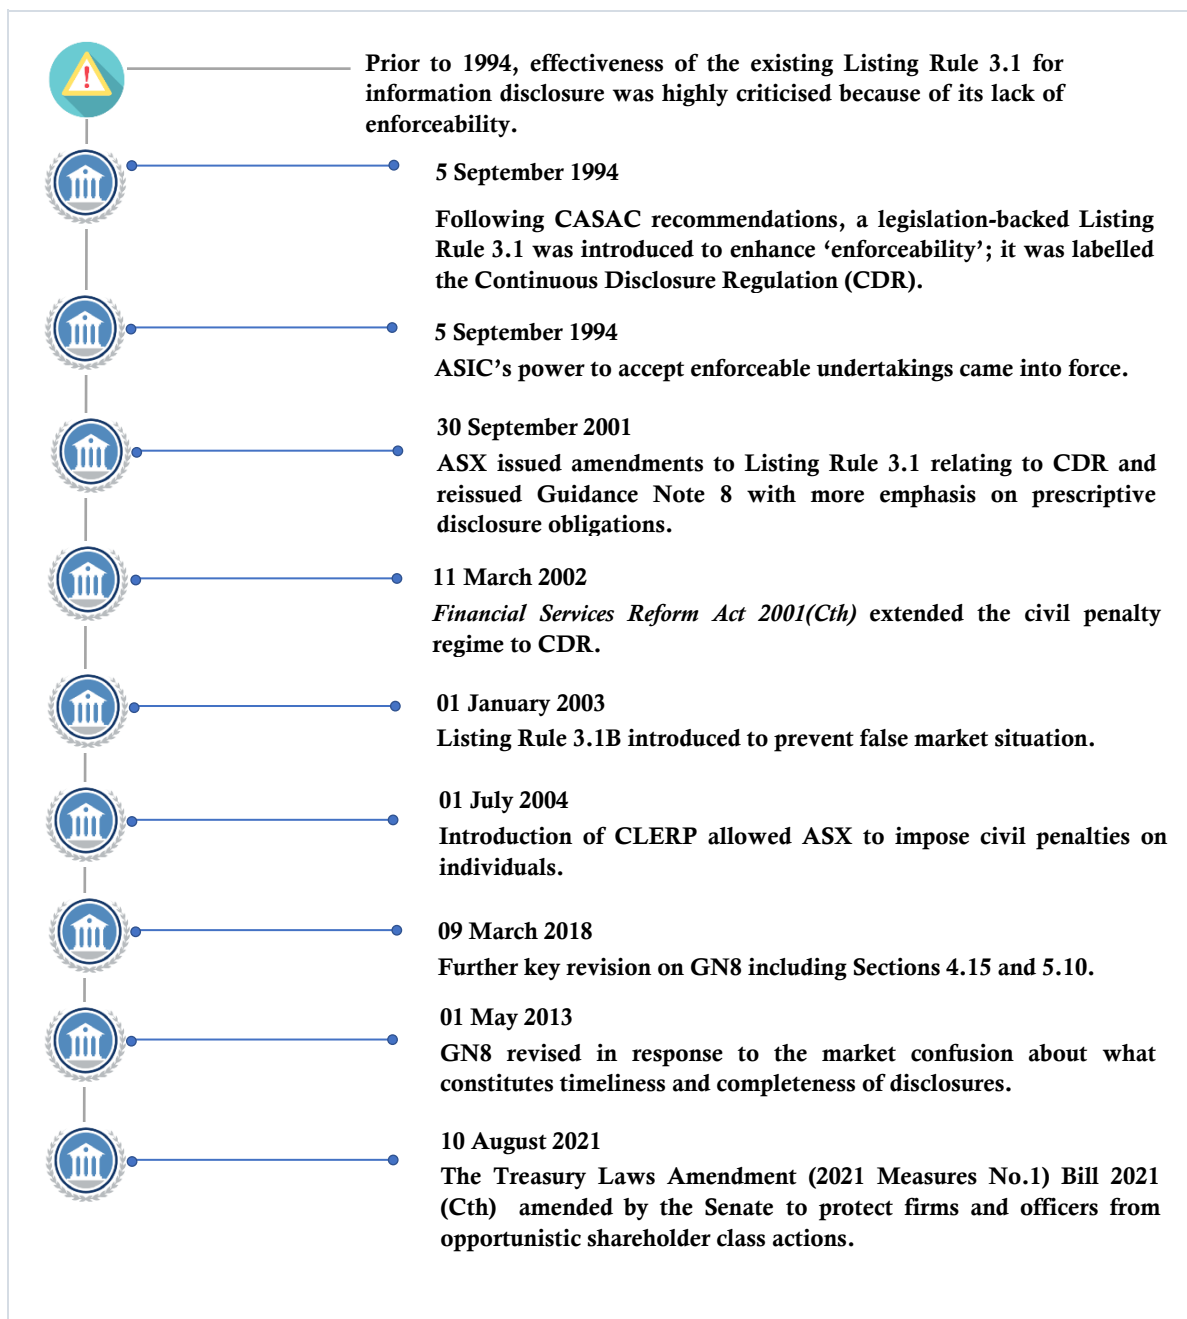 Prior to 1994, effectiveness of the existing Listing Rule 3.1 for
information disclosure was highly criticised because of its lack of
enforceability.
5 September 1994
Following CASAC recommendations, a legislation-backed Listing
Rule 3.1 was introduced to enhance ‘enforceability’; it was labelled
the Continuous Disclosure Regulation (CDR).
5 September 1994
ASIC’s power to accept enforceable undertakings came into force.
30 September 2001
ASX issued amendments to Listing Rule 3.1 relating to CDR and
reissued Guidance Note 8 with more emphasis on prescriptive
disclosure obligations.
11 March 2002
Financial Services Reform Act 2001(Cth) extended the civil penalty
regime to CDR.
01 January 2003
Listing Rule 3.1B introduced to prevent false market situation.
01 July 2004
Introduction of CLERP allowed ASX to impose civil penalties on
individuals.
09 March 2018
Further key revision on GN8 including Sections 4.15 and 5.10.
01 May 2013
GN8 revised in response to the market confusion about what
constitutes timeliness and completeness of disclosures.
10 August 2021
The Treasury Laws Amendment (2021 Measures No.1) Bill 2021
(Cth) amended by the Senate to protect firms and officers from
opportunistic shareholder class actions.